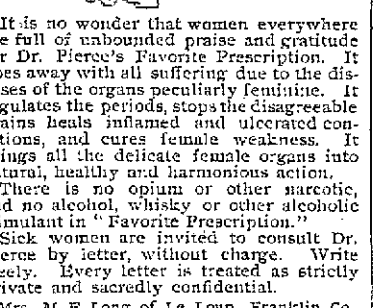 It is no wonder that women everywhere
e full of unbounded praise and gratitude
r Dr. Pierce's Favorite Prescription. It
es away with all suffering due to the dis-
ses of the organs peculiarly feminine. It
gulates the periods, stops the disagreeable
ains heals inflamed and ulcerated con-
tions, and cures female weakness. It
ings all the delicate female organs into
tural, healthy and harmonious action.
There is no opium or other narcotic,
d no alcohol, whisky or other alcoholic
mulant in "Favorite Prescription."
Sick women are invited to consult Dr.
erce by letter, without charge. Write
eely. Every letter is treated as strictly
rivate and sacredly confidential.
Mrs. M. E. Long of Le Loup, Franklin Co.